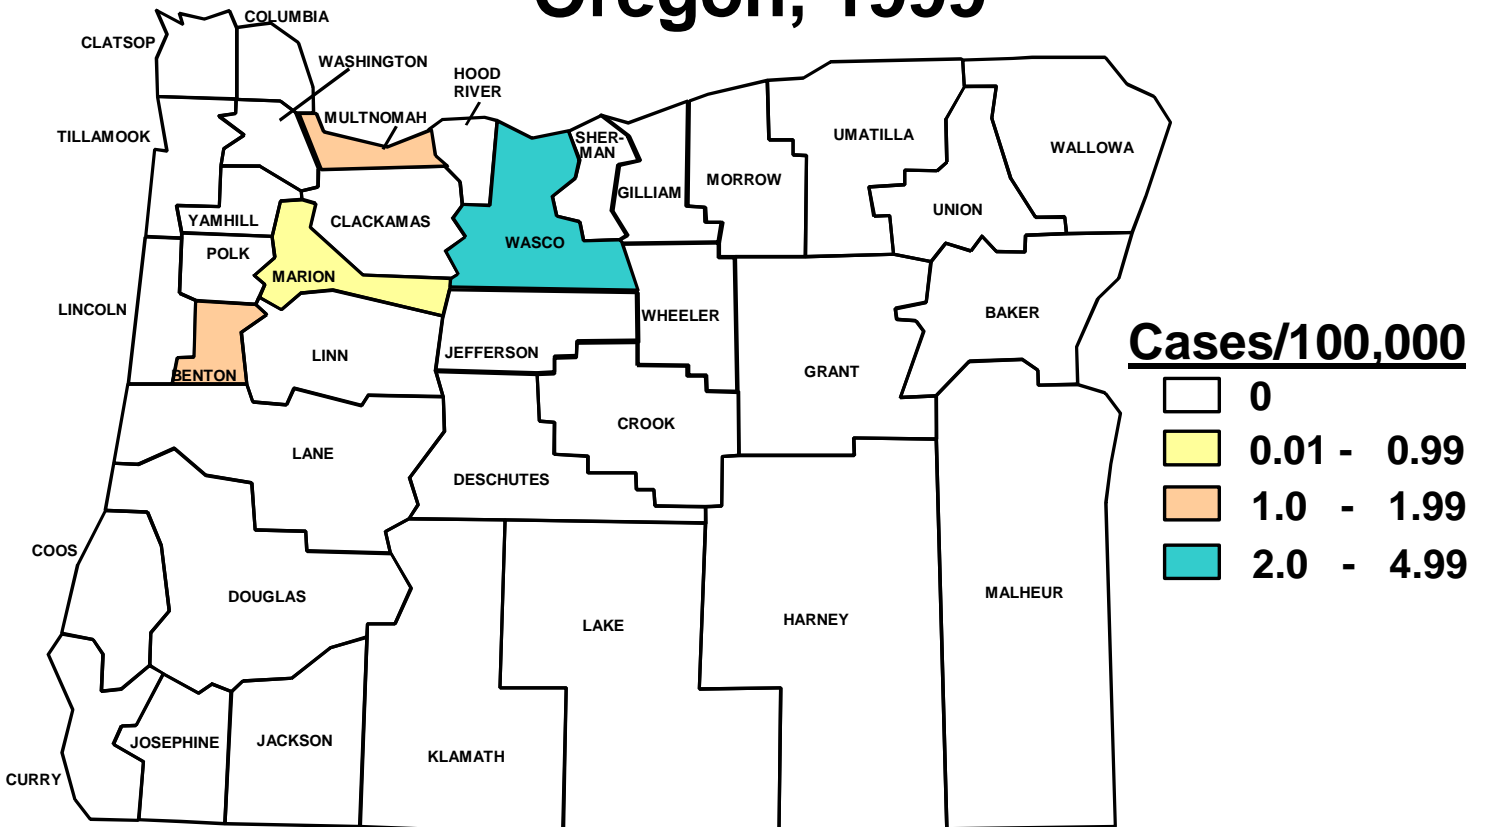 Oregon, 1999
COLUMBIA
CLATSOP
WASHINGTON
HOOD
RIVER
MULTNOMAH
TILLAMOOK
SHER-
MAN
UMATILLA
WALLOWA
GILLIAM
MORROW
YAMHILL
CLACKAMAS
UNION
WASCO
POLK
MARION
LINCOLN
WHEELER
BAKER
JEFFERSON
LINN
BENTON
GRANT
CROOK
LANE
DESCHUTES
COOS
DOUGLAS
LAKE
HARNEY
MALHEUR
JOSEPHINE
JACKSON
KLAMATH
CURRY
Cases/100,000
0
0.01 - 0.99
1.0 - 1.99
2.0 - 4.99